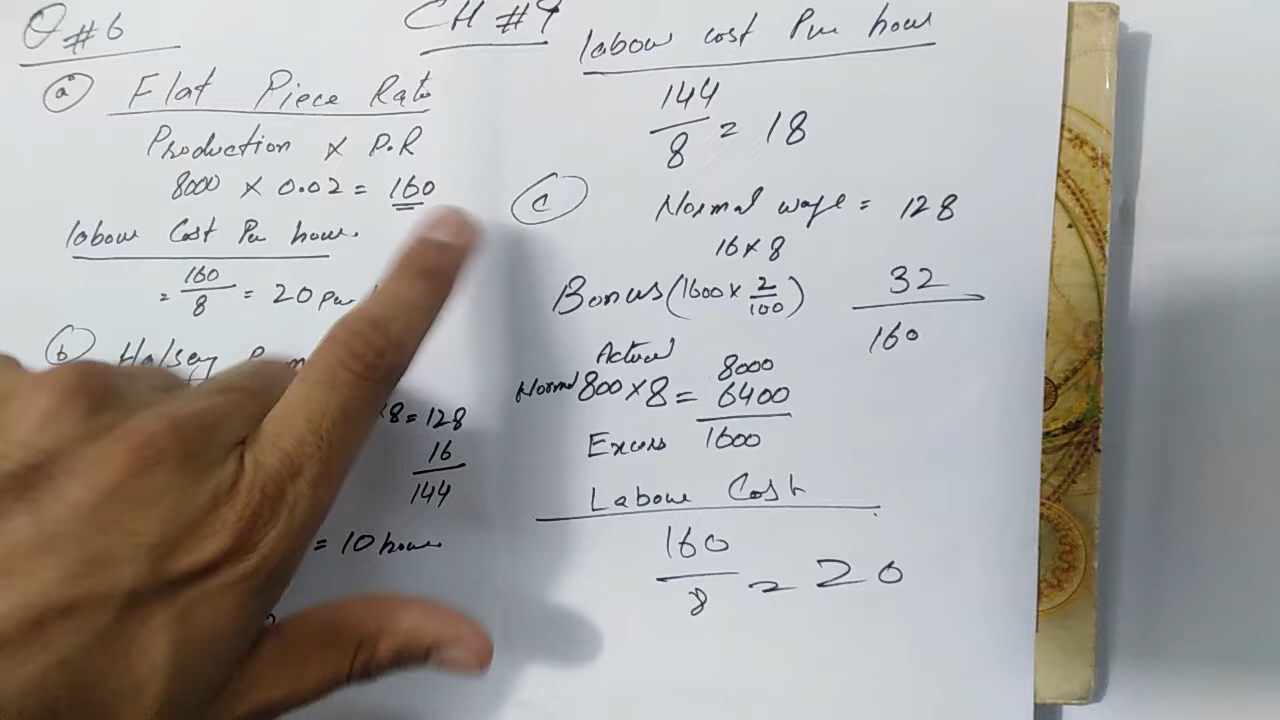 Q#6
CH #9
(a) Flat Piece Rate
Production × P.R
8000 × 0.02 = 160
labour Cost Per hour.
= 160/8 = 20 per
(b) Halsey
×8=128
16
144
= 10 hours
labour cost Per hour
144/8 = 18
(c) Normal wage = 128
16×8
Bonus (1600 × 2/100) 32
160
Actual 8000
Normal 800×8= 6400
Excess 1600
Labour Cost
160/8 = 20